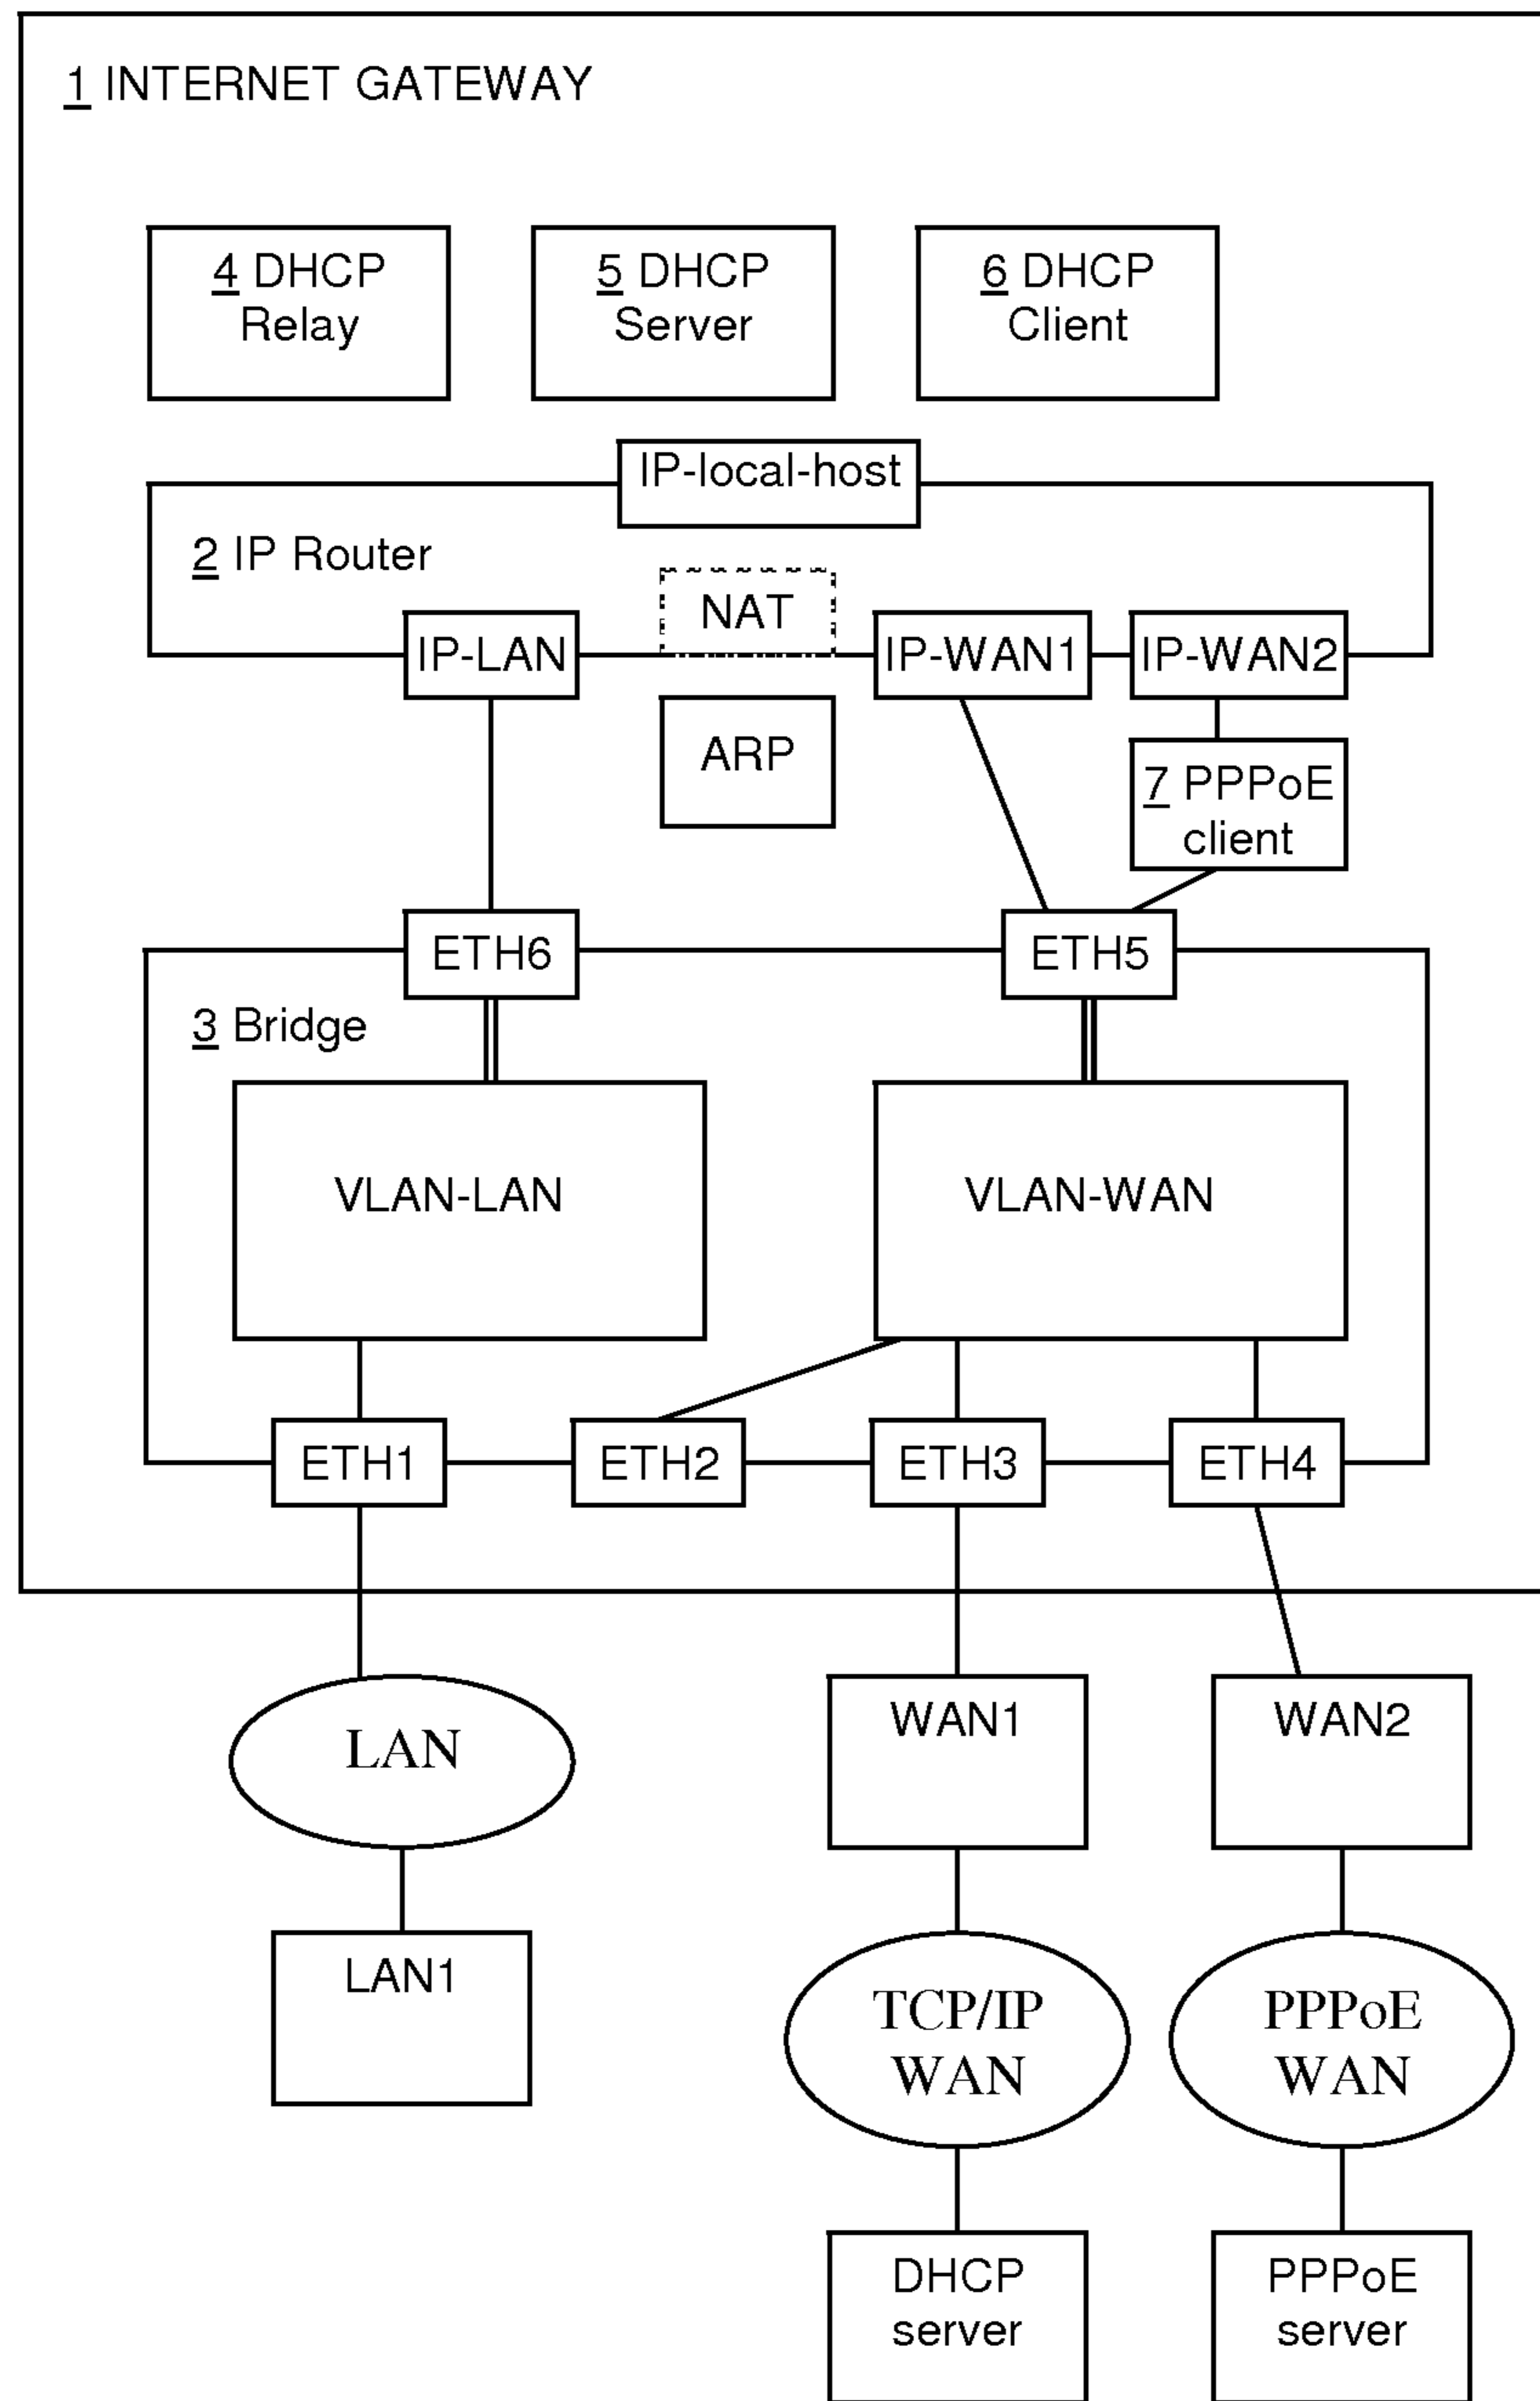 1 INTERNET GATEWAY
4 DHCP
Relay
5 DHCP
Server
6 DHCP
Client
IP-local-host
2 IP Router
NAT
IP-LAN
IP-WAN1
IP-WAN2
ARP
7 PPPoE
client
ETH6
ETH5
3 Bridge
VLAN-LAN
VLAN-WAN
ETH1
ETH2
ETH3
ETH4
LAN
WAN1
WAN2
LAN1
TCP/IP
WAN
PPPoE
WAN
DHCP
server
PPPoE
server